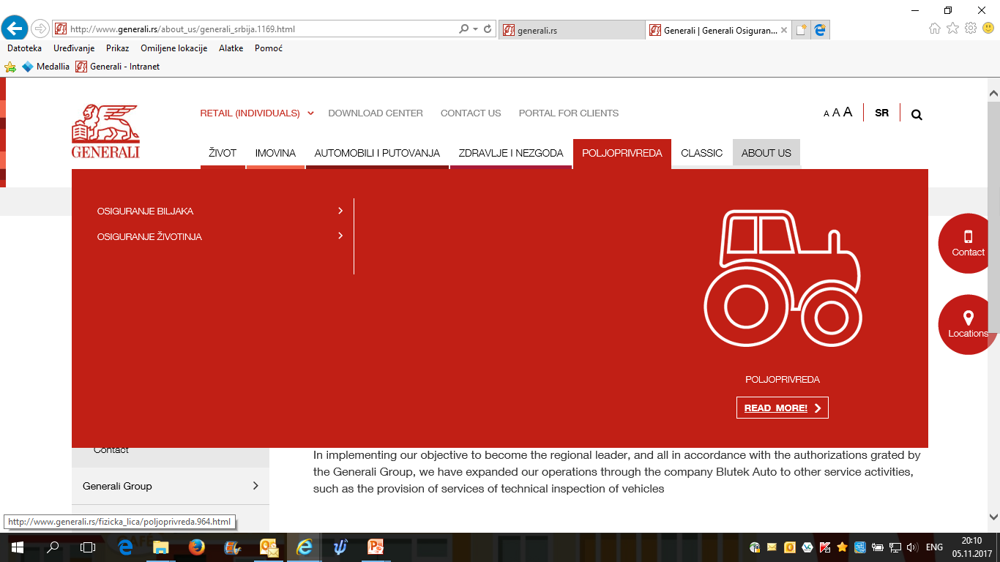 http://www.generali.rs/about_us/generali_srbija.1169.html
generali.rs
Generali | Generali Osiguran...
Datoteka Uređivanje Prikaz Omiljene lokacije Alatke Pomoć
Medallia Generali - Intranet
RETAIL (INDIVIDUALS) DOWNLOAD CENTER CONTACT US PORTAL FOR CLIENTS A A A SR
GENERALI
ŽIVOT IMOVINA AUTOMOBILI I PUTOVANJA ZDRAVLJE I NEZGODA POLJOPRIVREDA CLASSIC ABOUT US
OSIGURANJE BILJAKA
OSIGURANJE ŽIVOTINJA
Contact
Locations
POLJOPRIVREDA
READ MORE!
Contact
Generali Group
In implementing our objective to become the regional leader, and all in accordance with the authorizations grated by
the Generali Group, we have expanded our operations through the company Blutek Auto to other service activities,
such as the provision of services of technical inspection of vehicles
http://www.generali.rs/fizicka_lica/poljoprivreda.964.html
ENG
20:10
05.11.2017